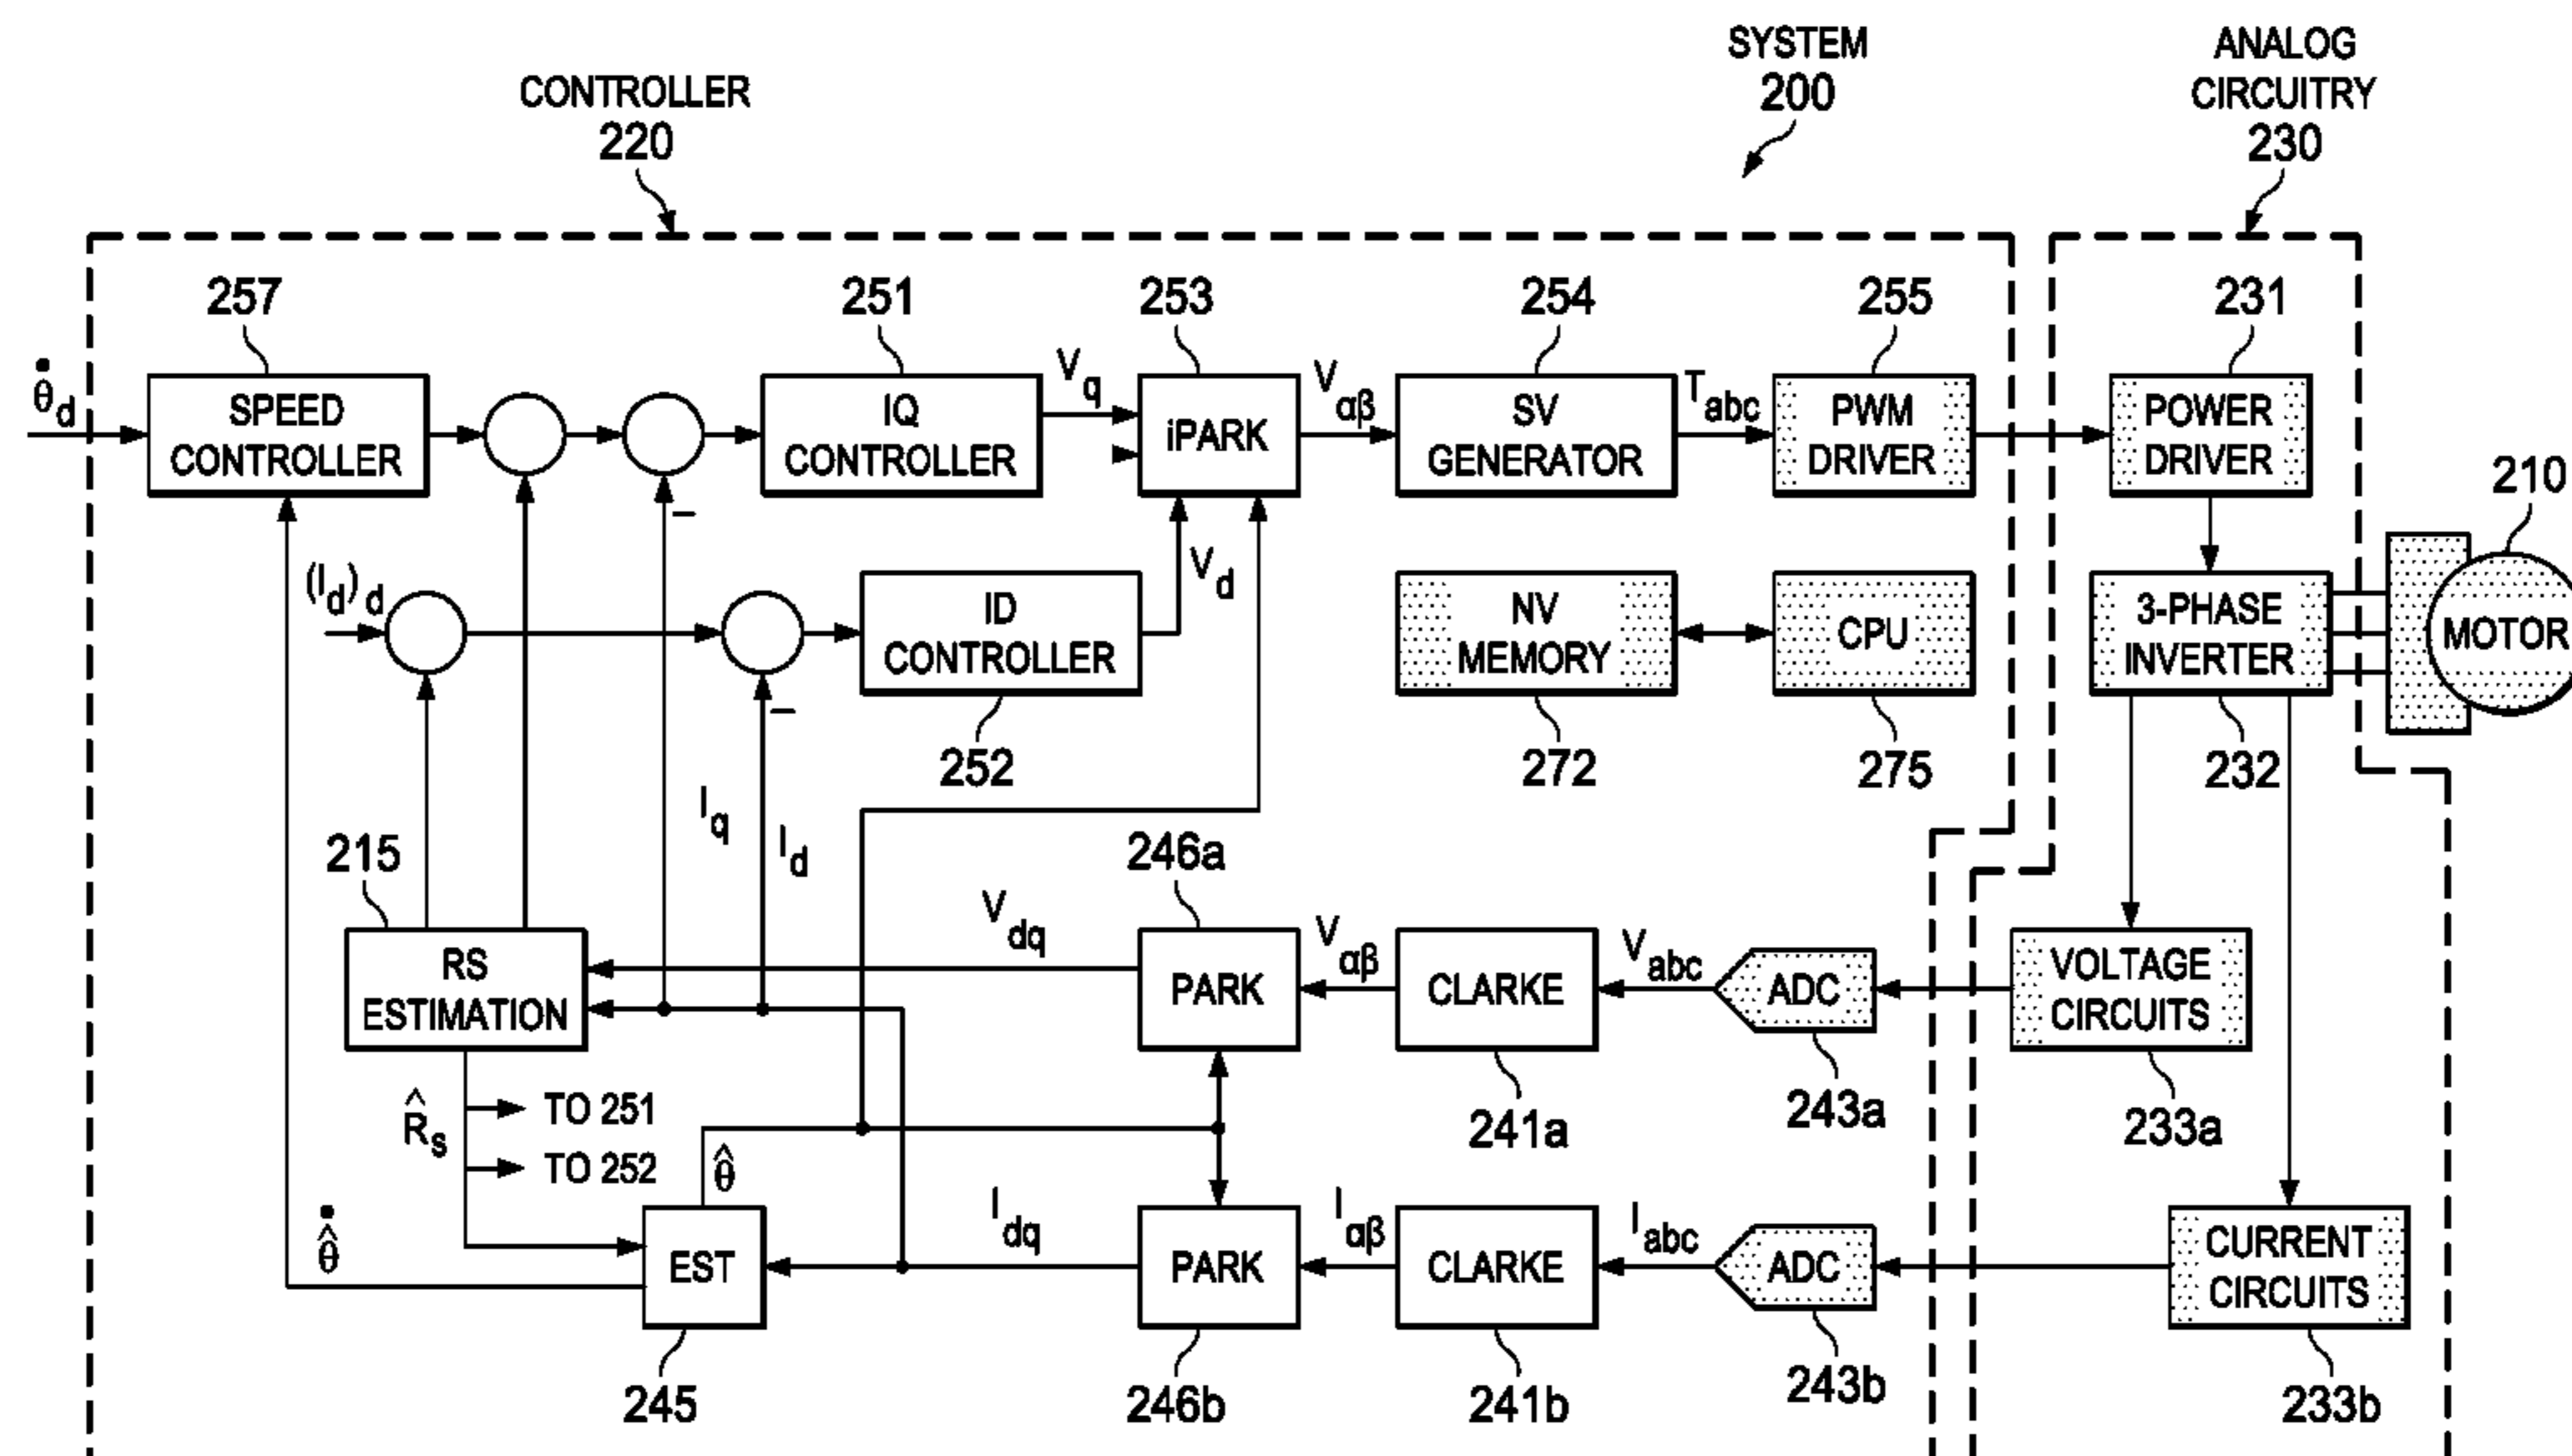 SYSTEM
200
ANALOG
CIRCUITRY
230
CONTROLLER
220
257
251
253
254
255
231
θ̇d
SPEED
CONTROLLER
IQ
CONTROLLER
Vq
iPARK
Vαβ
SV
GENERATOR
Tabc
PWM
DRIVER
POWER
DRIVER
210
–
(Id)d
ID
CONTROLLER
Vd
NV
MEMORY
CPU
3-PHASE
INVERTER
MOTOR
–
252
272
275
232
Iq
Id
215
246a
RS
ESTIMATION
Vdq
PARK
Vαβ
CLARKE
Vabc
ADC
VOLTAGE
CIRCUITS
R̂s
TO 251
TO 252
241a
243a
233a
θ̂
θ̂̇
EST
Idq
PARK
Iαβ
CLARKE
Iabc
ADC
CURRENT
CIRCUITS
245
246b
241b
243b
233b